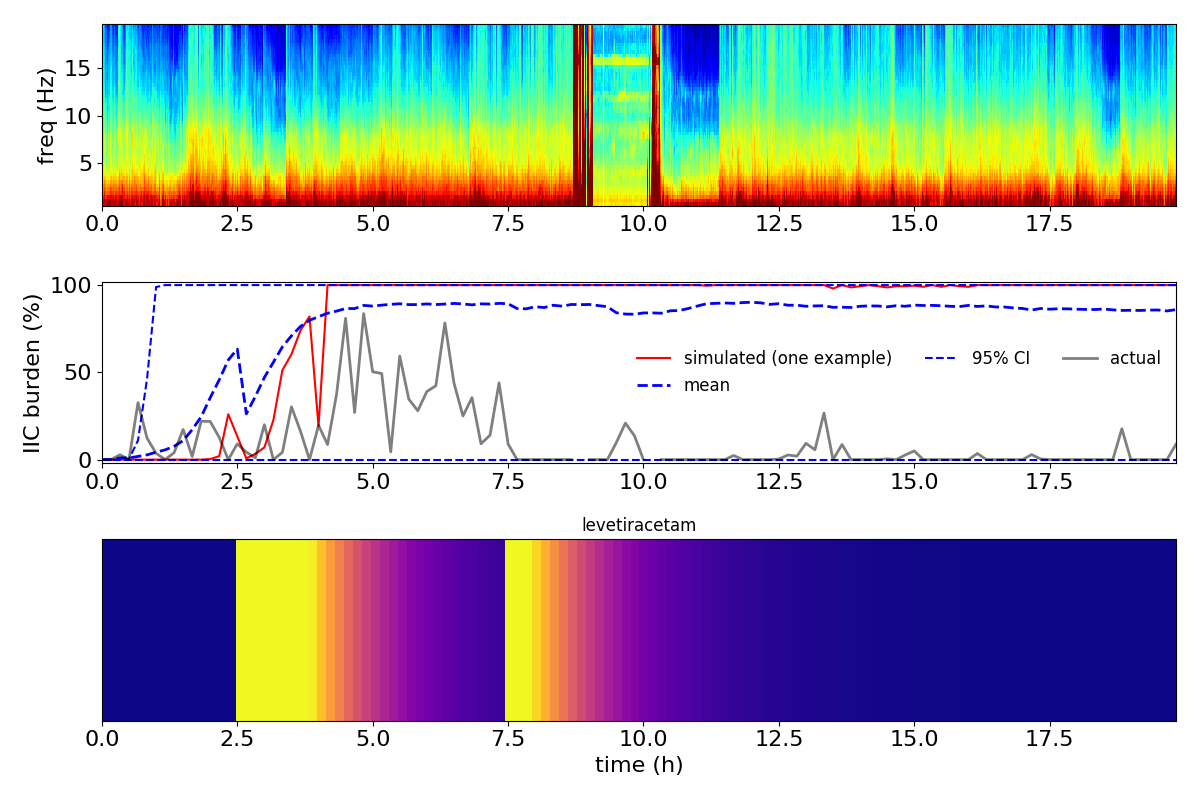 freq (Hz)
15
10
5
0.0 2.5 5.0 7.5 10.0 12.5 15.0 17.5
IIC burden (%)
100
50
0
simulated (one example) 95% CI actual
mean
0.0 2.5 5.0 7.5 10.0 12.5 15.0 17.5
levetiracetam
0.0 2.5 5.0 7.5 10.0 12.5 15.0 17.5
time (h)